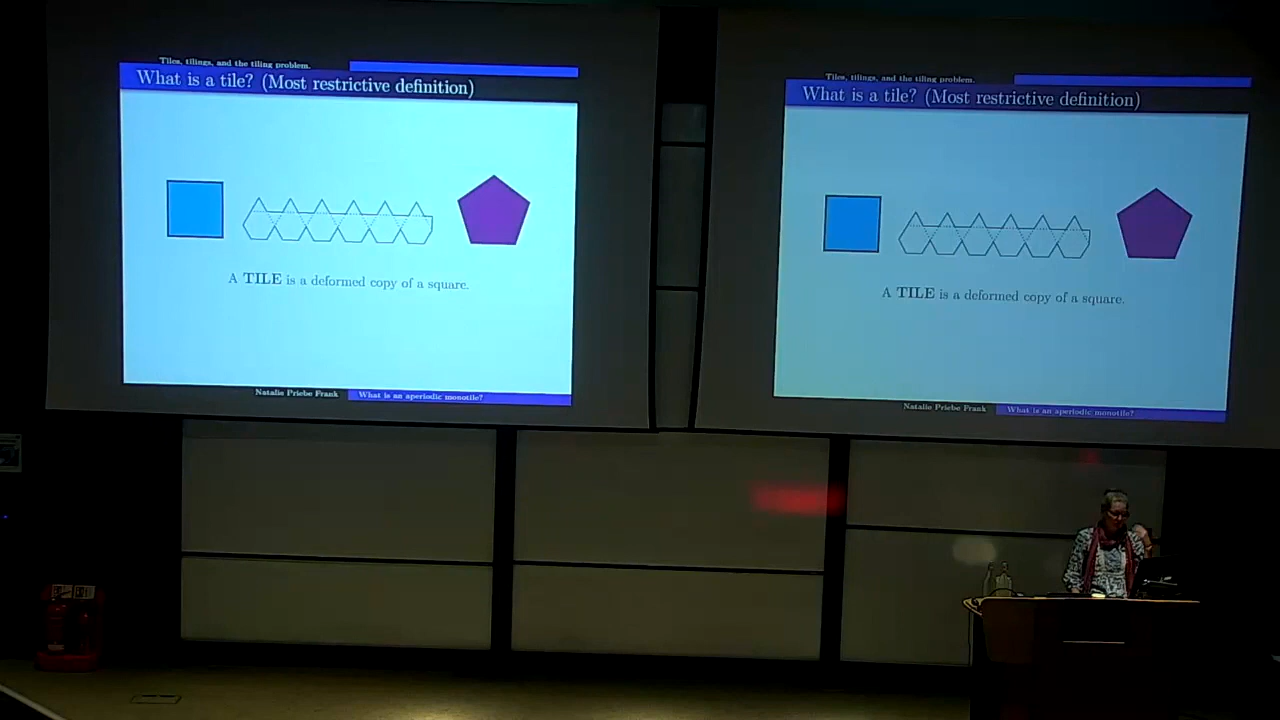 Tiles, tilings, and the tiling problem.
What is a tile? (Most restrictive definition)
A TILE is a deformed copy of a square.
Natalie Priebe Frank
What is an aperiodic monotile?
Tiles, tilings, and the tiling problem.
What is a tile? (Most restrictive definition)
A TILE is a deformed copy of a square.
Natalie Priebe Frank
What is an aperiodic monotile?